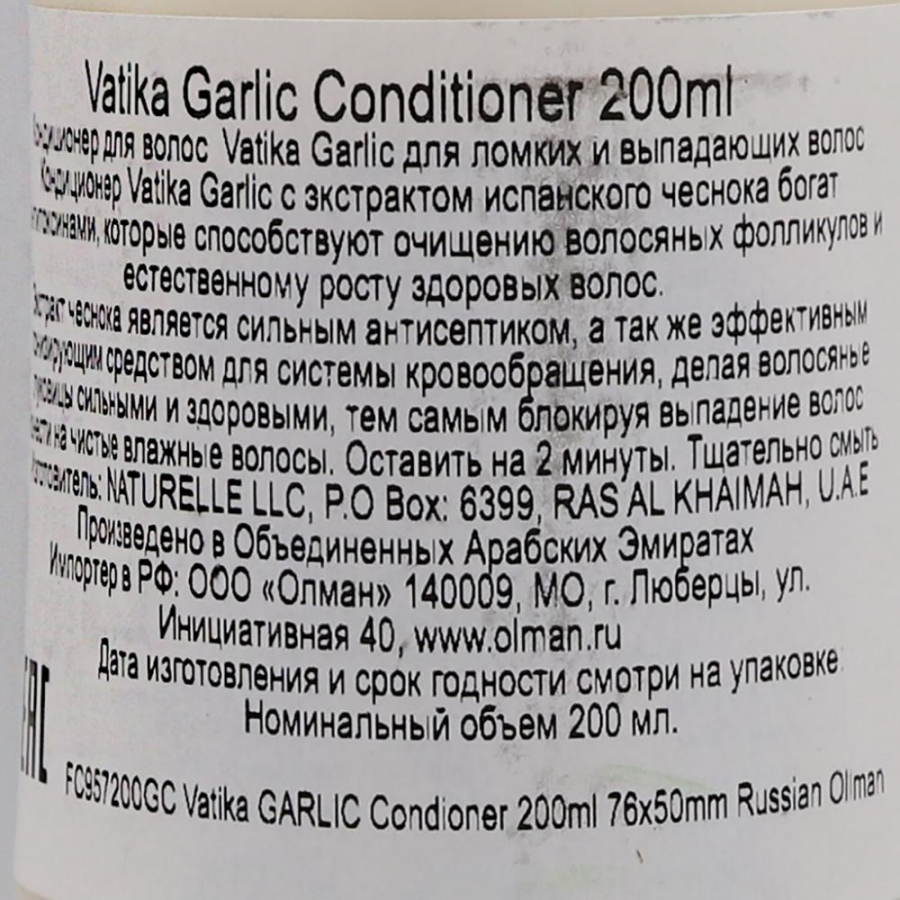 Vatika Garlic Conditioner 200ml
Кондиционер для волос Vatika Garlic для ломких и выпадающих волос
Кондиционер Vatika Garlic с экстрактом испанского чеснока богат
которые способствуют очищению волосяных фолликулов и
естественному росту здоровых волос.
Экстракт чеснока является сильным антисептиком, а так же эффективным
средством для системы кровообращения, делая волосяные
луковицы сильными и здоровыми, тем самым блокируя выпадение волос
на чистые влажные волосы. Оставить на 2 минуты. Тщательно смыть
Изготовитель: NATURELLE LLC, P.O Box: 6399, RAS AL KHAIMAH, U.A.E
Произведено в Объединенных Арабских Эмиратах
Импортер в РФ: ООО «Олман» 140009, МО, г. Люберцы, ул.
Инициативная 40, www.olman.ru
Дата изготовления и срок годности смотри на упаковке
Номинальный объем 200 мл.
EAC
FC957200GC Vatika GARLIC Condioner 200ml 76x50mm Russian Olman